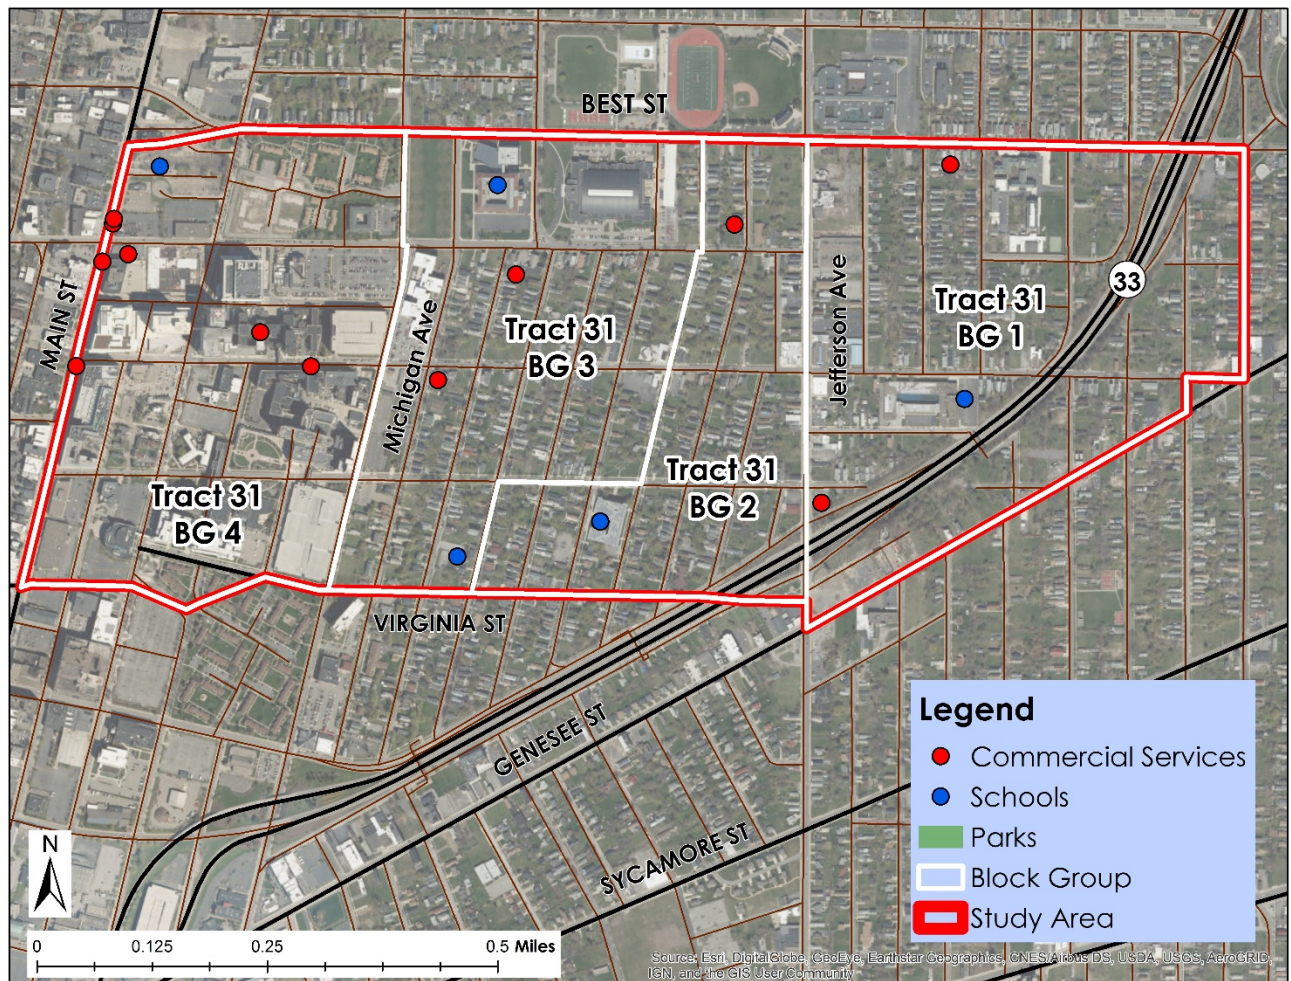 BEST ST
MAIN ST
Michigan Ave
Tract 31
BG 3
Jefferson Ave
Tract 31
BG 1
33
Tract 31
BG 4
Tract 31
BG 2
VIRGINIA ST
GENESEE ST
SYCAMORE ST
Legend
Commercial Services
Schools
Parks
Block Group
Study Area
N
0 0.125 0.25 0.5 Miles
Source: Esri, DigitalGlobe, GeoEye, Earthstar Geographics, CNES/Airbus DS, USDA, USGS, AeroGRID,
IGN, and the GIS User Community